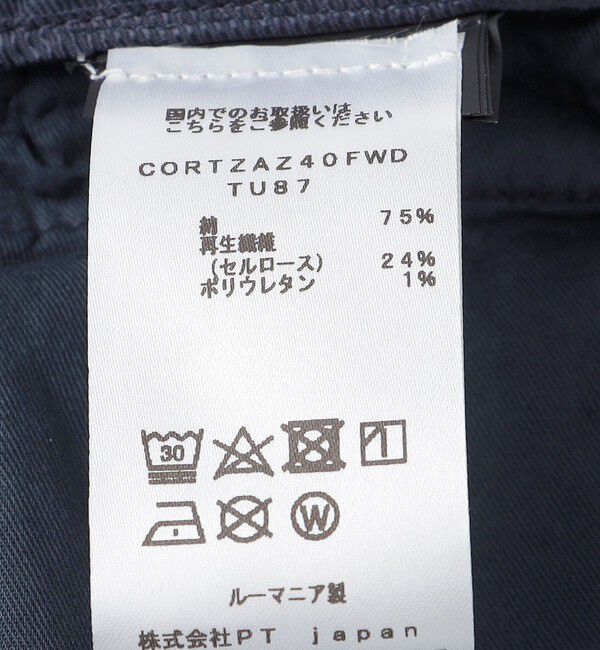 国内でのお取扱いは
こちらをご参照ください
CORTZAZ40FWD
TU87
綿 75%
再生繊維
(セルロース) 24%
ポリウレタン 1%
30
W
ルーマニア製
株式会社PT japan